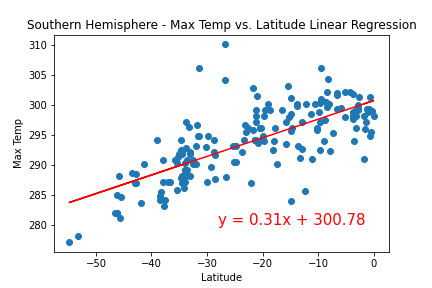 Southern Hemisphere - Max Temp vs. Latitude Linear Regression
310
305
300
295
290
285
280
Max Temp
y = 0.31x + 300.78
−50 −40 −30 −20 −10 0
Latitude